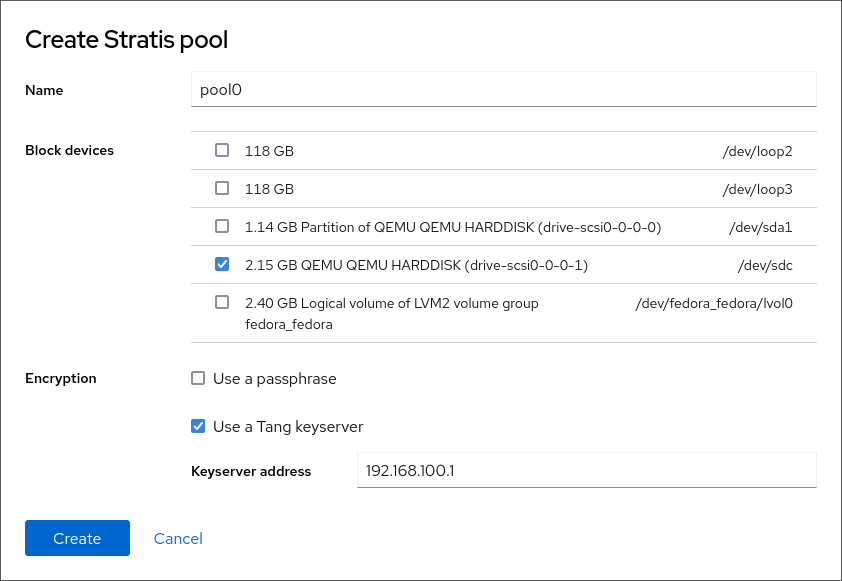 Create Stratis pool
Name
pool0
Block devices
118 GB /dev/loop2
118 GB /dev/loop3
1.14 GB Partition of QEMU QEMU HARDDISK (drive-scsi0-0-0-0) /dev/sda1
2.15 GB QEMU QEMU HARDDISK (drive-scsi0-0-0-1) /dev/sdc
2.40 GB Logical volume of LVM2 volume group /dev/fedora_fedora/lvol0
fedora_fedora
Encryption
Use a passphrase
Use a Tang keyserver
Keyserver address
192.168.100.1
Create Cancel